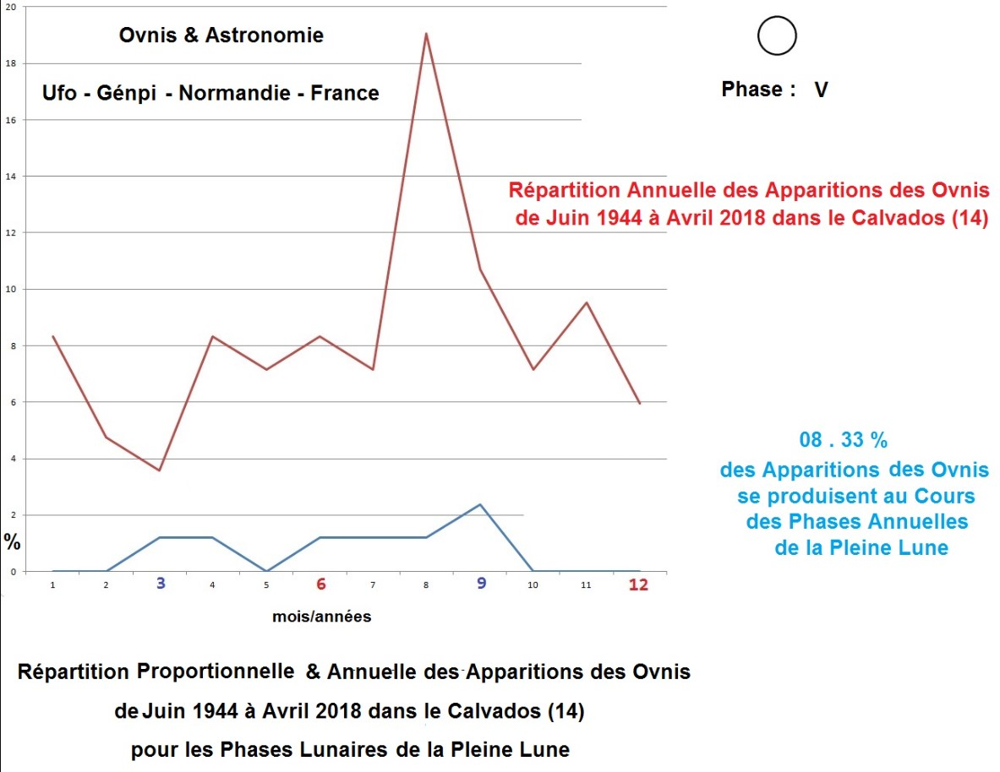 20
Ovnis & Astronomie
18
Ufo - Génpi - Normandie - France
Phase : V
16
14
Répartition Annuelle des Apparitions des Ovnis
de Juin 1944 à Avril 2018 dans le Calvados (14)
12
10
8
6
08 . 33 %
des Apparitions des Ovnis
se produisent au Cours
des Phases Annuelles
de la Pleine Lune
4
2
%
0
1 2 3 4 5 6 7 8 9 10 11 12
mois/années
Répartition Proportionnelle & Annuelle des Apparitions des Ovnis
de Juin 1944 à Avril 2018 dans le Calvados (14)
pour les Phases Lunaires de la Pleine Lune